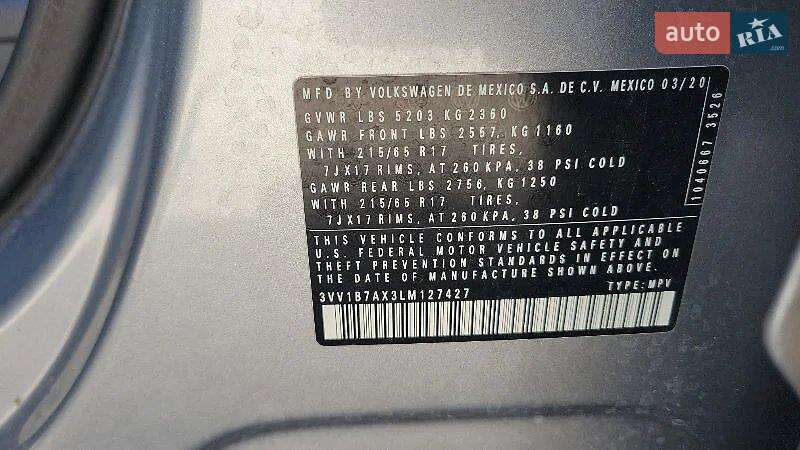 auto RIA.com
MFD BY VOLKSWAGEN DE MEXICO S.A. DE C.V. MEXICO 03/20
GVWR LBS 5203 KG 2360
GAWR FRONT LBS 2557, KG 1160
WITH 215/65 R17 TIRES,
7JX17 RIMS, AT 260 KPA, 38 PSI COLD
GAWR REAR LBS 2756, KG 1250
WITH 215/65 R17 TIRES,
7JX17 RIMS, AT 260 KPA, 38 PSI COLD
THIS VEHICLE CONFORMS TO ALL APPLICABLE
U.S. FEDERAL MOTOR VEHICLE SAFETY AND
THEFT PREVENTION STANDARDS IN EFFECT ON
THE DATE OF MANUFACTURE SHOWN ABOVE.
3VV1B7AX3LM127427 TYPE: MPV
1040667 3526